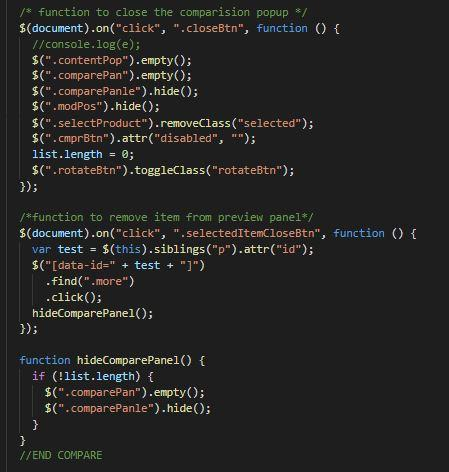 /* function to close the comparision popup */
$(document).on("click", ".closeBtn", function () {
//console.log(e);
$(".contentPop").empty();
$(".comparePan").empty();
$(".comparePanle").hide();
$(".modPos").hide();
$(".selectProduct").removeClass("selected");
$(".cmprBtn").attr("disabled", "");
list.length = 0;
$(".rotateBtn").toggleClass("rotateBtn");
});
/*function to remove item from preview panel*/
$(document).on("click", ".selectedItemCloseBtn", function () {
var test = $(this).siblings("p").attr("id");
$("[data-id=" + test + "]")
.find(".more")
.click();
hideComparePanel();
});
function hideComparePanel() {
if (!list.length) {
$(".comparePan").empty();
$(".comparePanle").hide();
}
}
//END COMPARE